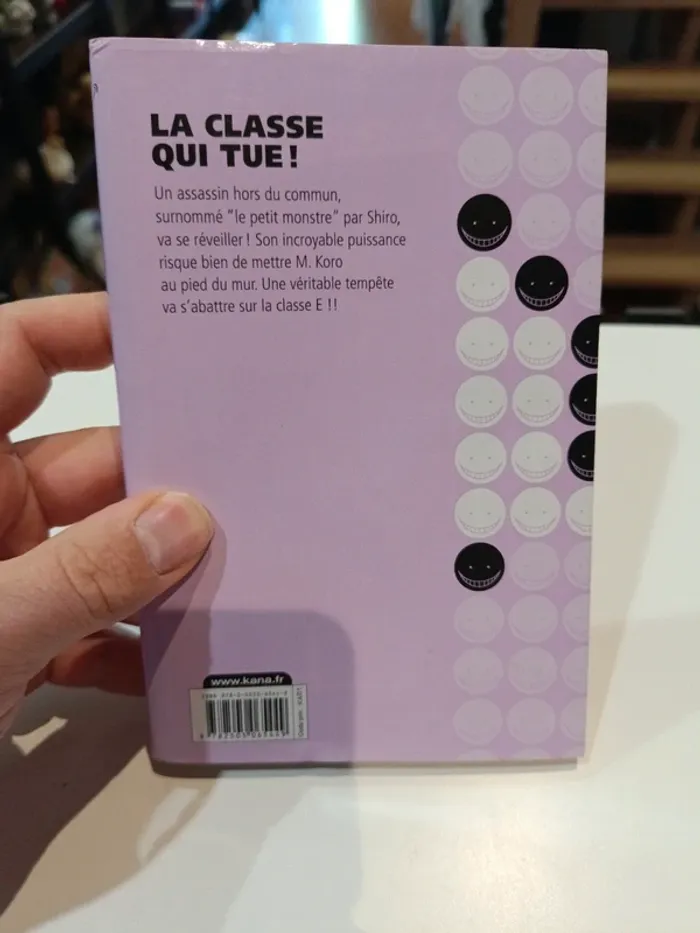 LA CLASSE
QUI TUE !
Un assassin hors du commun,
surnommé "le petit monstre" par Shiro,
va se réveiller ! Son incroyable puissance
risque bien de mettre M. Koro
au pied du mur. Une véritable tempête
va s'abattre sur la classe E !!
www.kana.fr